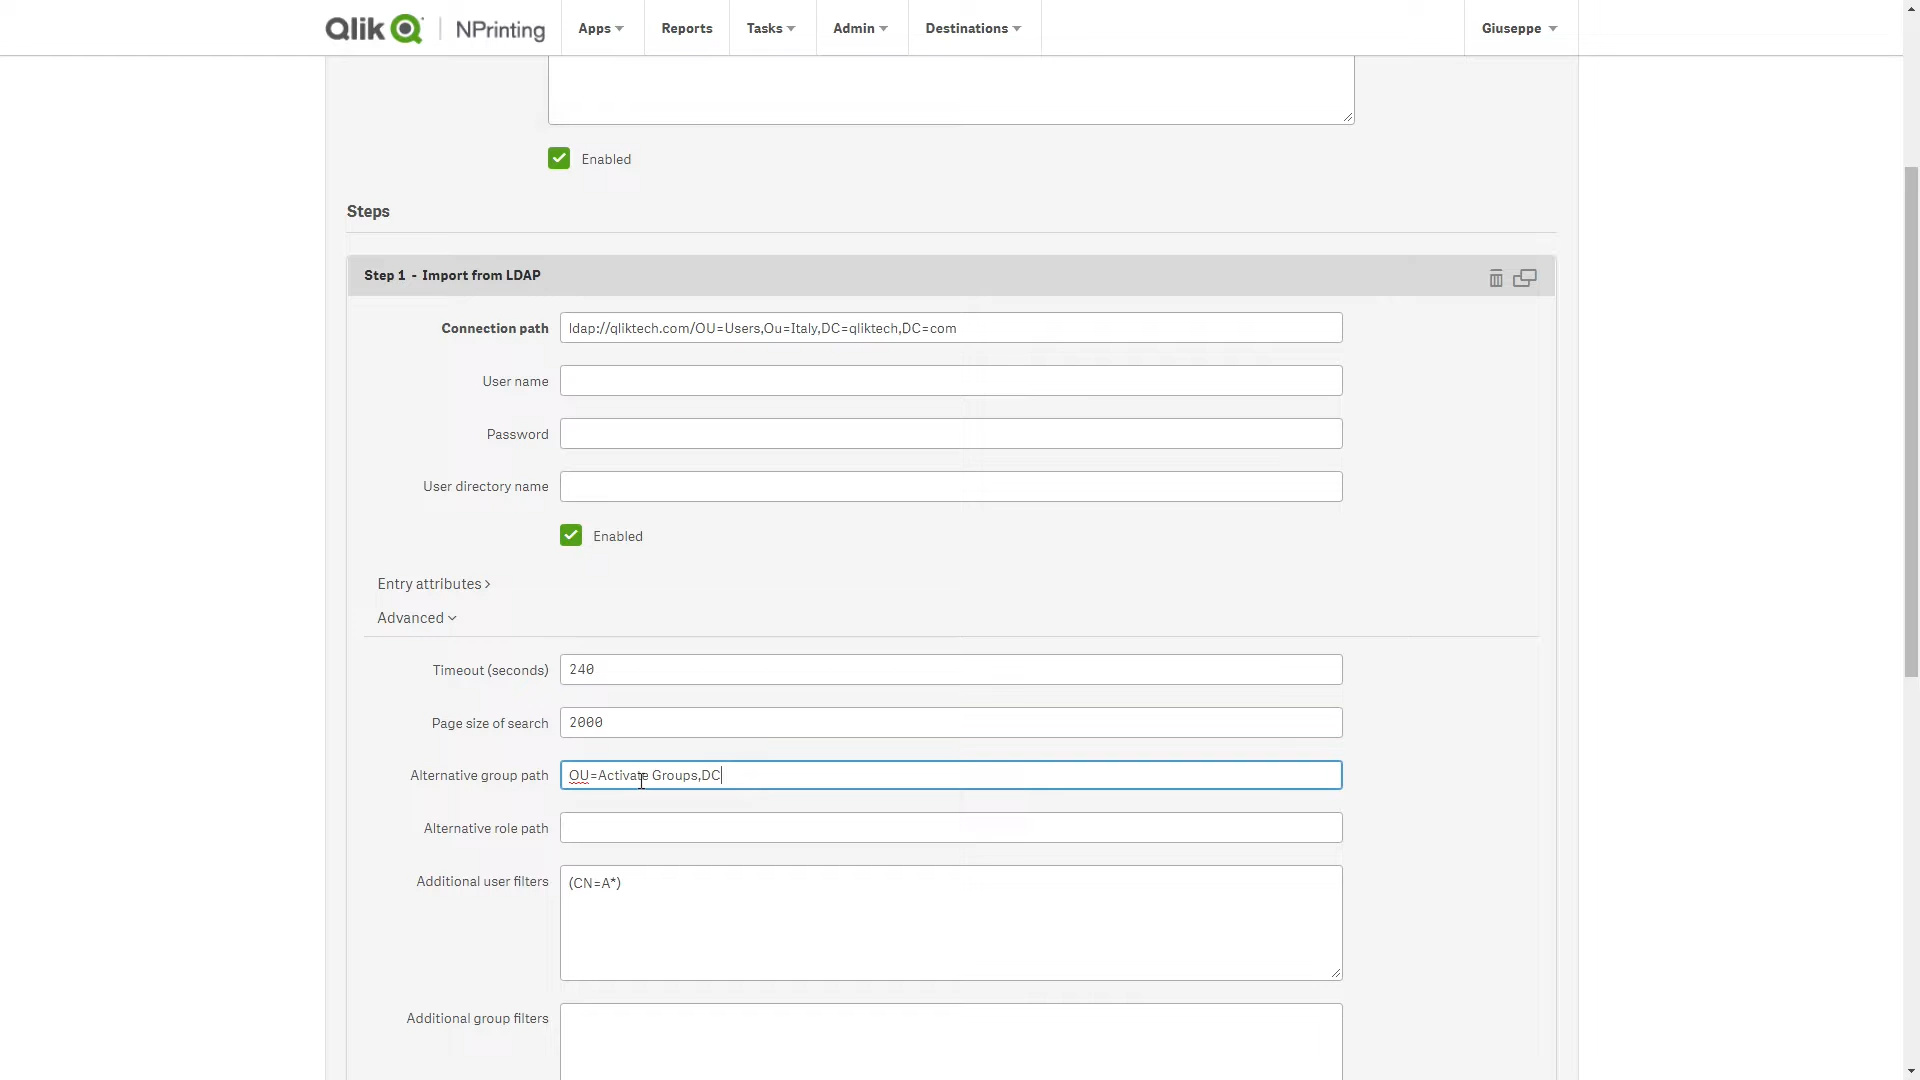 Qlik | NPrinting Apps Reports Tasks Admin Destinations Giuseppe
Enabled
Steps
Step 1 - Import from LDAP
Connection path ldap://qliktech.com/OU=Users,Ou=Italy,DC=qliktech,DC=com
User name
Password
User directory name
Enabled
Entry attributes >
Advanced
Timeout (seconds) 240
Page size of search 2000
Alternative group path OU=Activate Groups,DC
Alternative role path
Additional user filters (CN=A*)
Additional group filters